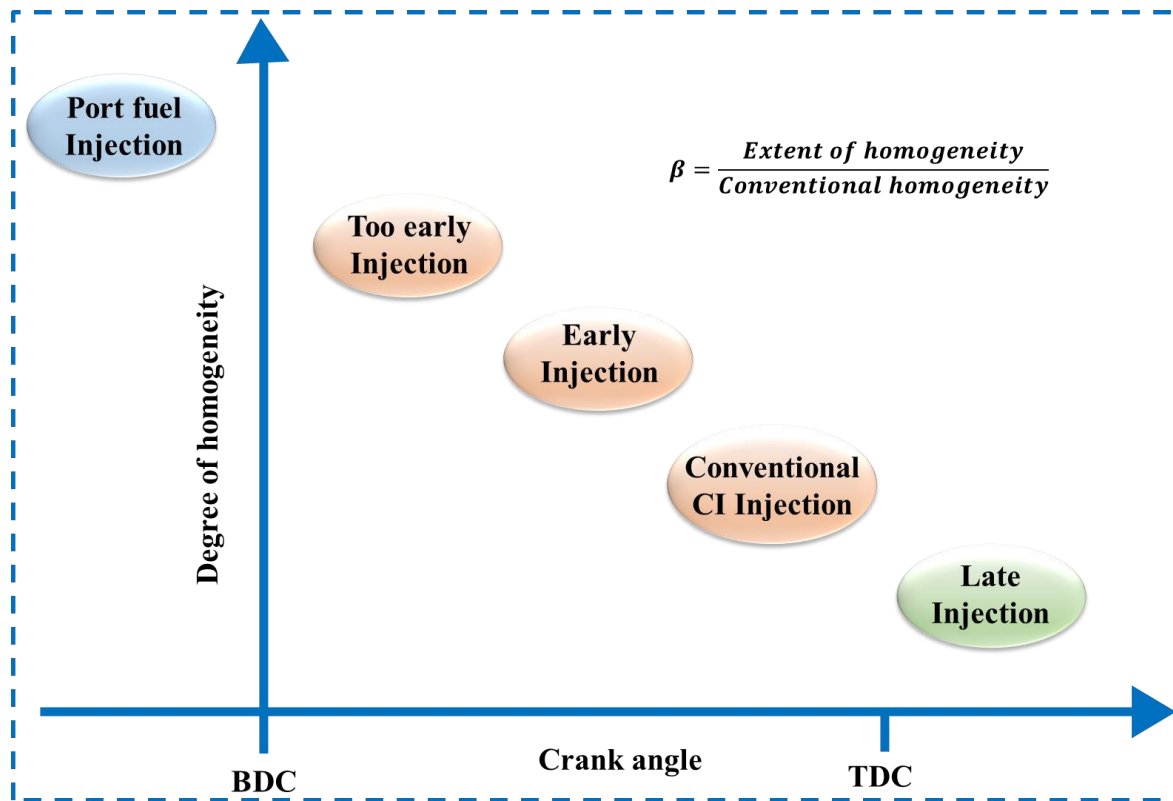 Port fuel
Injection
β = Extent of homogeneity
Conventional homogeneity
Too early
Injection
Early
Injection
Conventional
CI Injection
Late
Injection
Degree of homogeneity
Crank angle
BDC
TDC